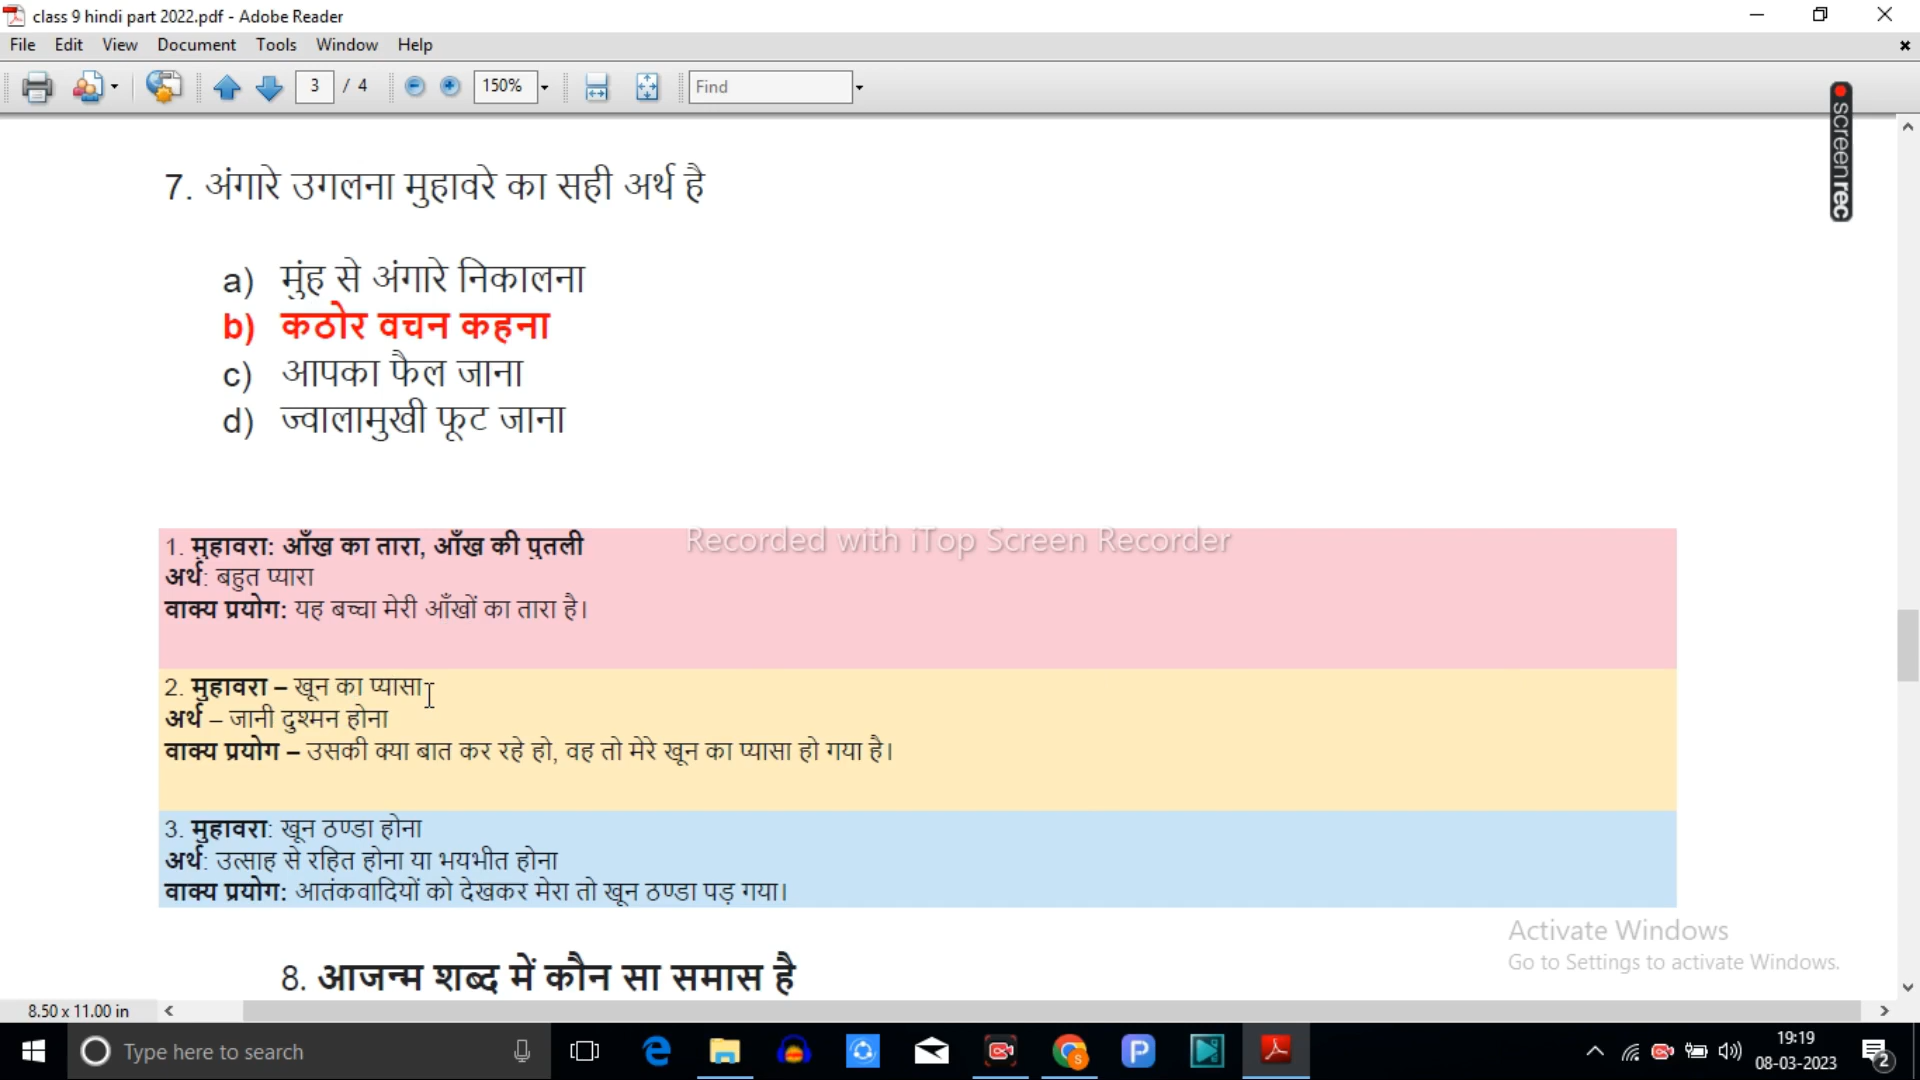 class 9 hindi part 2022.pdf - Adobe Reader
File Edit View Document Tools Window Help
3 / 4 150% Find
screenrec
7. अंगारे उगलना मुहावरे का सही अर्थ है
a) मुंह से अंगारे निकालना
b) कठोर वचन कहना
c) आपका फैल जाना
d) ज्वालामुखी फूट जाना
Recorded with iTop Screen Recorder
1. मुहावरा: आँख का तारा, आँख की पुतली
अर्थ: बहुत प्यारा
वाक्य प्रयोग: यह बच्चा मेरी आँखों का तारा है।
2. मुहावरा – खून का प्यासा
अर्थ – जानी दुश्मन होना
वाक्य प्रयोग – उसकी क्या बात कर रहे हो, वह तो मेरे खून का प्यासा हो गया है।
3. मुहावरा: खून ठण्डा होना
अर्थ: उत्साह से रहित होना या भयभीत होना
वाक्य प्रयोग: आतंकवादियों को देखकर मेरा तो खून ठण्डा पड़ गया।
Activate Windows
Go to Settings to activate Windows.
8. आजन्म शब्द में कौन सा समास है
8.50 x 11.00 in
Type here to search
19:19
08-03-2023
2